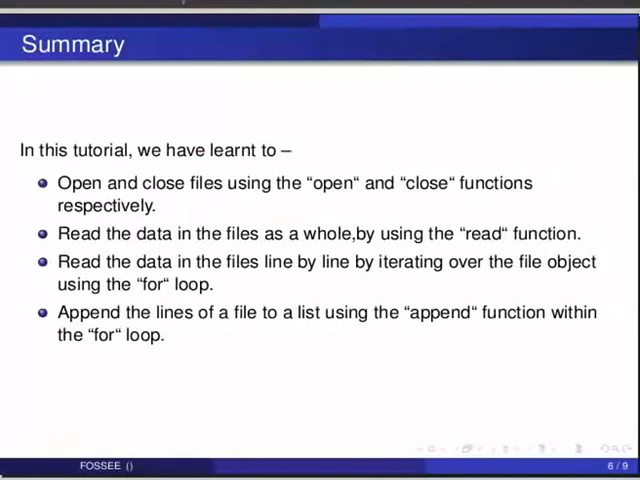 Summary
In this tutorial, we have learnt to –
Open and close files using the “open“ and “close“ functions
respectively.
Read the data in the files as a whole,by using the “read“ function.
Read the data in the files line by line by iterating over the file object
using the “for“ loop.
Append the lines of a file to a list using the “append“ function within
the “for“ loop.
FOSSEE ()
6 / 9